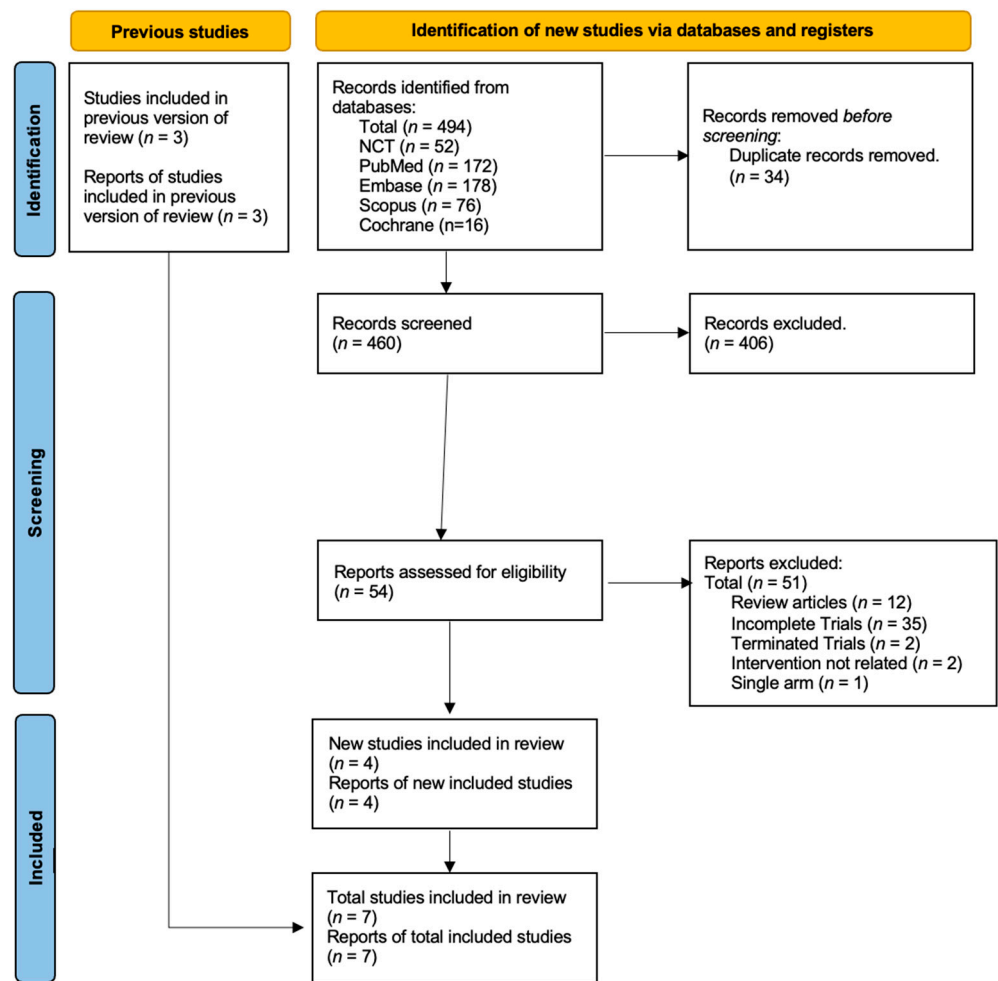 Previous studies
Identification of new studies via databases and registers
Identification
Studies included in
previous version of
review (n = 3)
Reports of studies
included in previous
version of review (n = 3)
Records identified from
databases:
Total (n = 494)
NCT (n = 52)
PubMed (n = 172)
Embase (n = 178)
Scopus (n = 76)
Cochrane (n=16)
Records removed before
screening:
Duplicate records removed.
(n = 34)
Screening
Records screened
(n = 460)
Records excluded.
(n = 406)
Reports assessed for eligibility
(n = 54)
Reports excluded:
Total (n = 51)
Review articles (n = 12)
Incomplete Trials (n = 35)
Terminated Trials (n = 2)
Intervention not related (n = 2)
Single arm (n = 1)
Included
New studies included in review
(n = 4)
Reports of new included studies
(n = 4)
Total studies included in review
(n = 7)
Reports of total included studies
(n = 7)